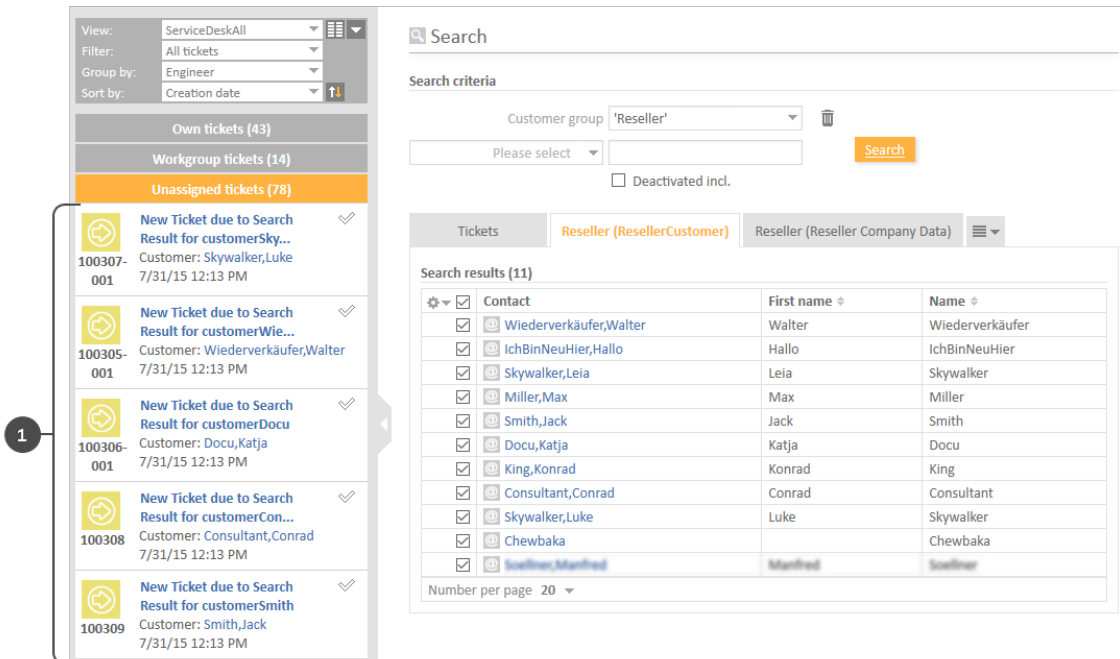 View: ServiceDeskAll
Filter: All tickets
Group by: Engineer
Sort by: Creation date
Own tickets (43)
Workgroup tickets (14)
Unassigned tickets (78)
1
New Ticket due to Search
Result for customerSky...
Customer: Skywalker,Luke
100307-
001
7/31/15 12:13 PM
New Ticket due to Search
Result for customerWie...
Customer: Wiederverkäufer,Walter
100305-
001
7/31/15 12:13 PM
New Ticket due to Search
Result for customerDocu
Customer: Docu,Katja
100306-
001
7/31/15 12:13 PM
New Ticket due to Search
Result for customerCon...
Customer: Consultant,Conrad
100308
7/31/15 12:13 PM
New Ticket due to Search
Result for customerSmith
Customer: Smith,Jack
100309
7/31/15 12:13 PM
Search
Search criteria
Customer group 'Reseller'
Please select
Search
Deactivated incl.
Tickets Reseller (ResellerCustomer) Reseller (Reseller Company Data)
Search results (11)
Contact First name Name
@ Wiederverkäufer,Walter Walter Wiederverkäufer
@ IchBinNeuHier,Hallo Hallo IchBinNeuHier
@ Skywalker,Leia Leia Skywalker
@ Miller,Max Max Miller
@ Smith,Jack Jack Smith
@ Docu,Katja Katja Docu
@ King,Konrad Konrad King
@ Consultant,Conrad Conrad Consultant
@ Skywalker,Luke Luke Skywalker
@ Chewbaka Chewbaka
@
Number per page 20